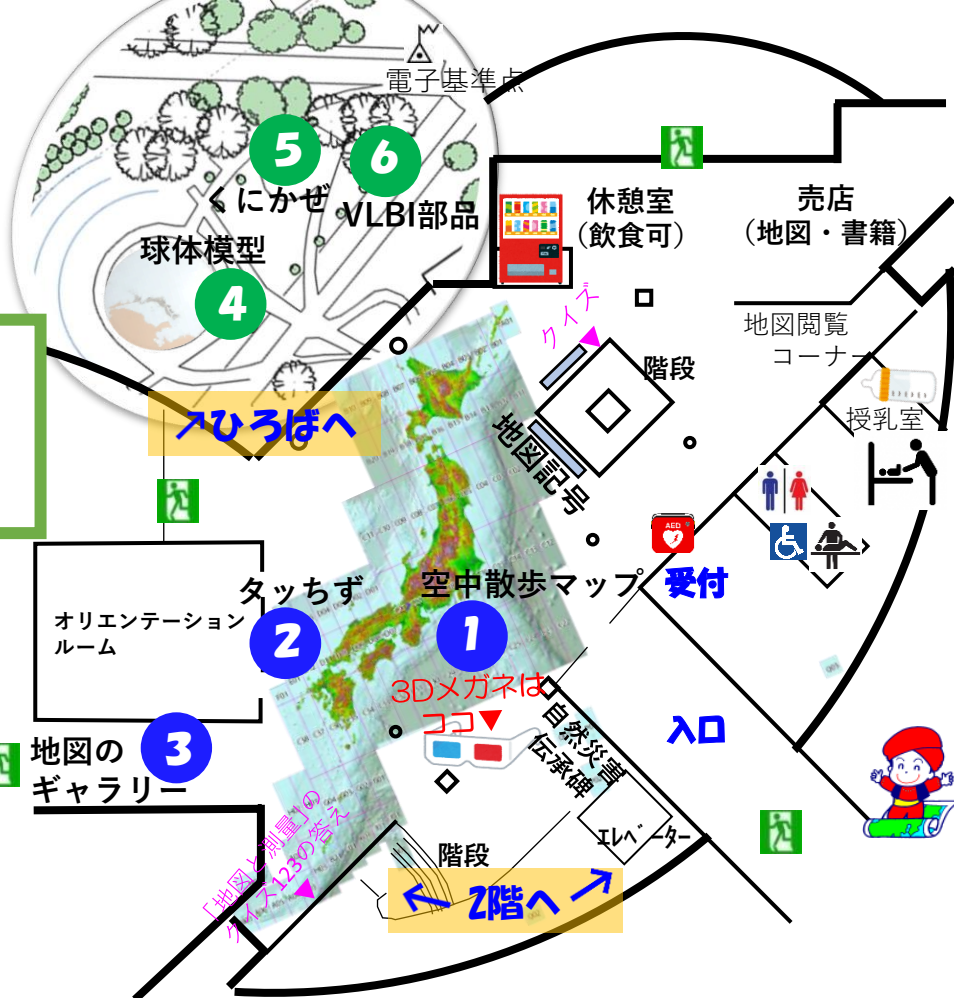 電子基準点
5
6
くにかぜ
VLBI部品
球体模型
4
休憩室
(飲食可)
売店
(地図・書籍)
クイズ
階段
地図閲覧
コーナー
授乳室
↗ひろばへ
地図記号
AED
受付
タッちず
空中散歩マップ
オリエンテーション
ルーム
2
1
3Dメガネは
ココ▼
入口
自然災害
伝承碑
地図の
ギャラリー
3
エレベーター
「地図と測量」の
クイズ123の答え
階段
2階へ